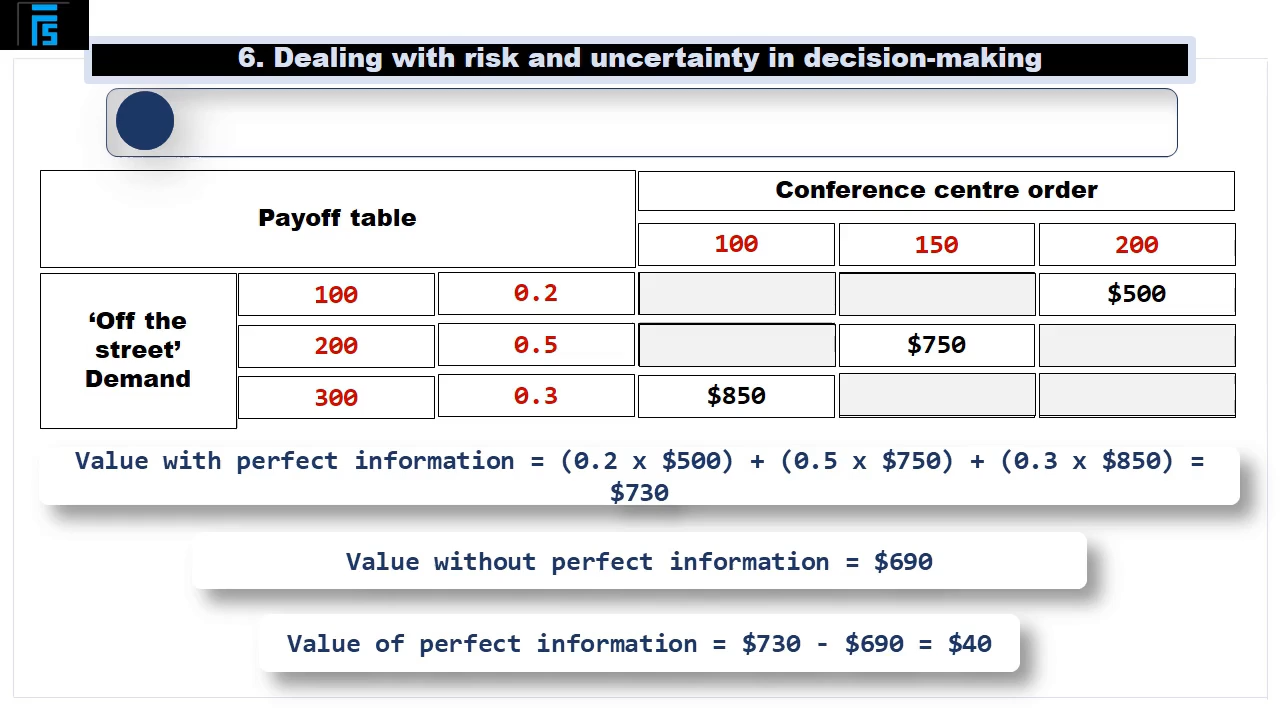 FS
6. Dealing with risk and uncertainty in decision-making
Payoff table
Conference centre order
100 150 200
‘Off the
street’
Demand
100 0.2 $500
200 0.5 $750
300 0.3 $850
Value with perfect information = (0.2 x $500) + (0.5 x $750) + (0.3 x $850) =
$730
Value without perfect information = $690
Value of perfect information = $730 - $690 = $40